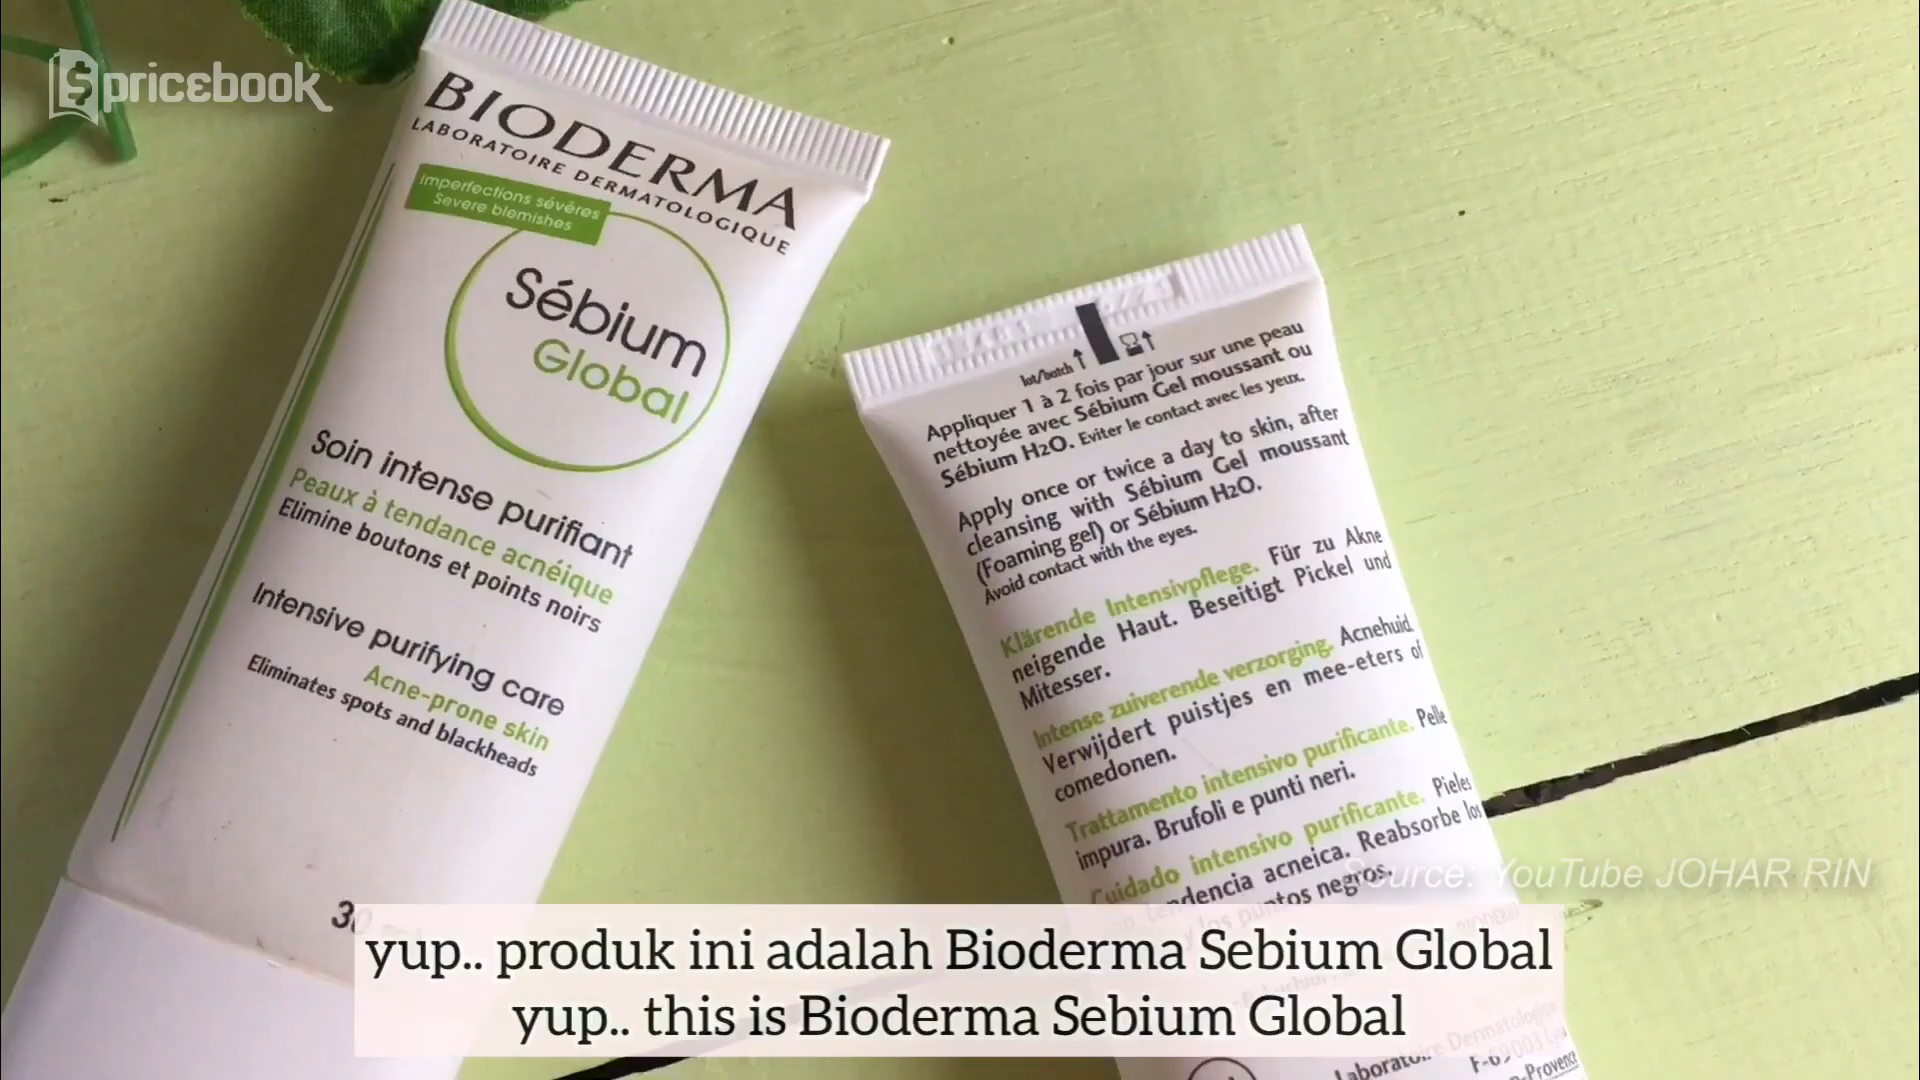 pricebook
BIODERMA
LABORATOIRE DERMATOLOGIQUE
Imperfections sévères
Severe blemishes
Sébium
Global
Soin intense purifiant
Peaux à tendance acnéique
Elimine boutons et points noirs
Intensive purifying care
Acne-prone skin
Eliminates spots and blackheads
lot/batch
Appliquer 1 à 2 fois par jour sur une peau
nettoyée avec Sébium Gel moussant ou
Sébium H2O. Eviter le contact avec les yeux.
Apply once or twice a day to skin, after
cleansing with Sébium Gel moussant
(Foaming gel) or Sébium H2O.
Avoid contact with the eyes.
Klärende Intensivpflege. Für zu Akne
neigende Haut. Beseitigt Pickel und
Mitesser.
Intense zuiverende verzorging. Acnehuid.
Verwijdert puistjes en mee-eters of
comedonen.
Trattamento intensivo purificante. Pelle
impura. Brufoli e punti neri.
Cuidado intensivo purificante. Pieles
tendencia acneica. Reabsorbe los
y los puntos negros.
Source: YouTube JOHAR RIN
yup.. produk ini adalah Bioderma Sebium Global
yup.. this is Bioderma Sebium Global
Laboratoire Dermatologique
F-69003